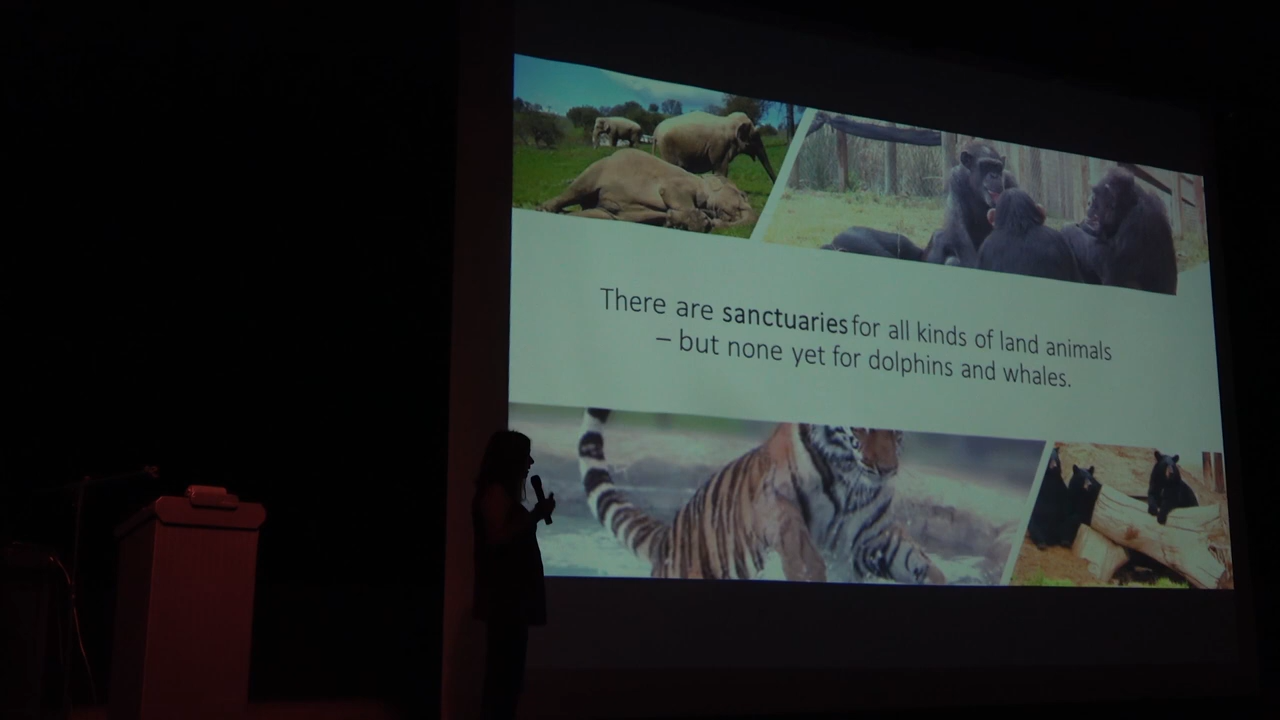 There are sanctuaries for all kinds of land animals
– but none yet for dolphins and whales.